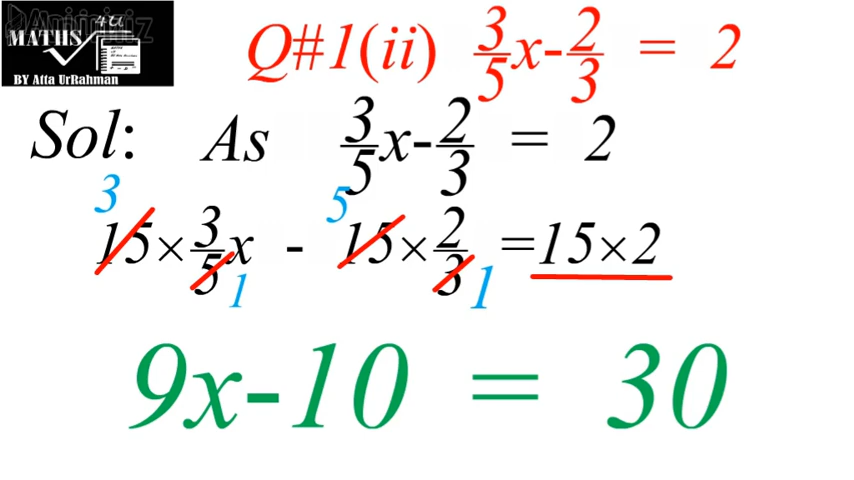 4U
MATHS
BY Atta UrRahman
Q#1(ii) 3/5x-2/3 = 2
Sol: As 3/5x-2/3 = 2
3 5
15×3/5x - 15×2/3 =15×2
1 1
9x-10 = 30